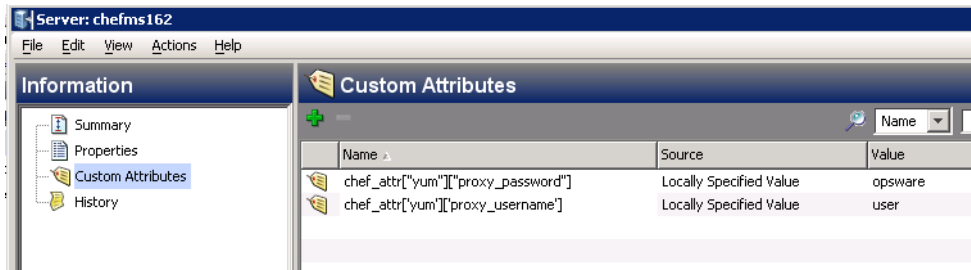 Server: chefms162
File Edit View Actions Help
Information
Summary
Properties
Custom Attributes
History
Custom Attributes
Name
Name Source Value
chef_attr["yum"]["proxy_password"] Locally Specified Value opsware
chef_attr['yum']['proxy_username'] Locally Specified Value user